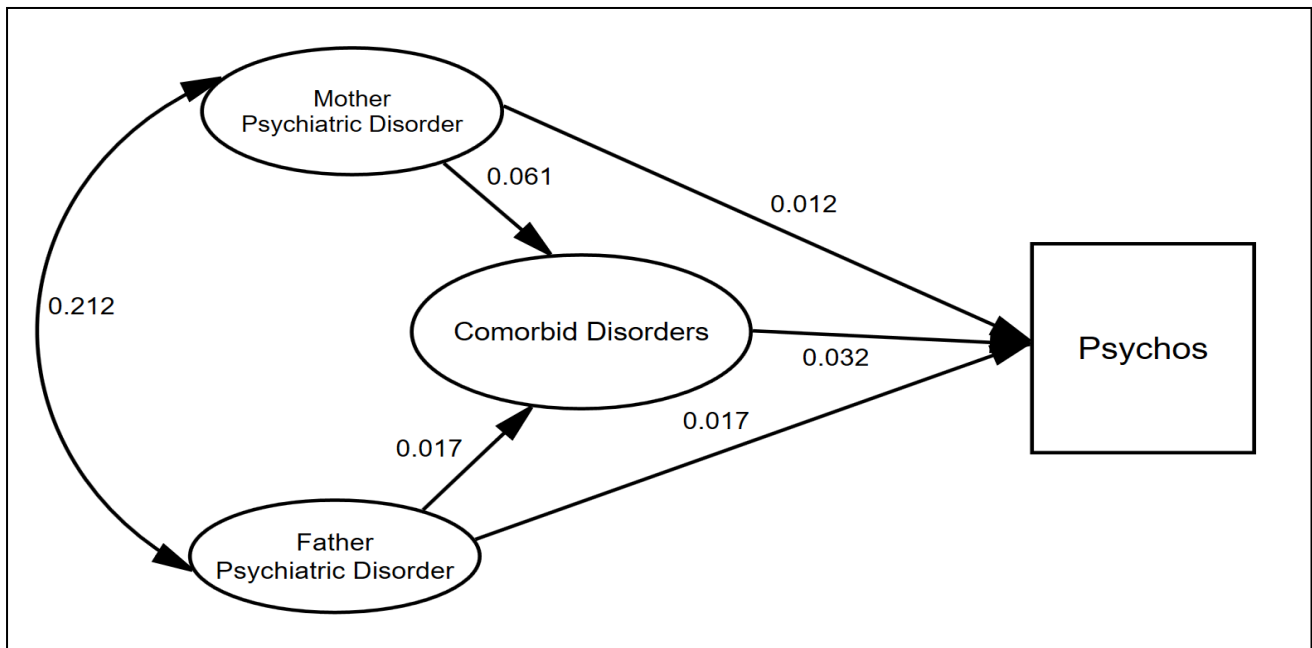 Mother
Psychiatric Disorder
0.061
0.012
0.212
Comorbid Disorders
0.032
Psychos
0.017
0.017
Father
Psychiatric Disorder